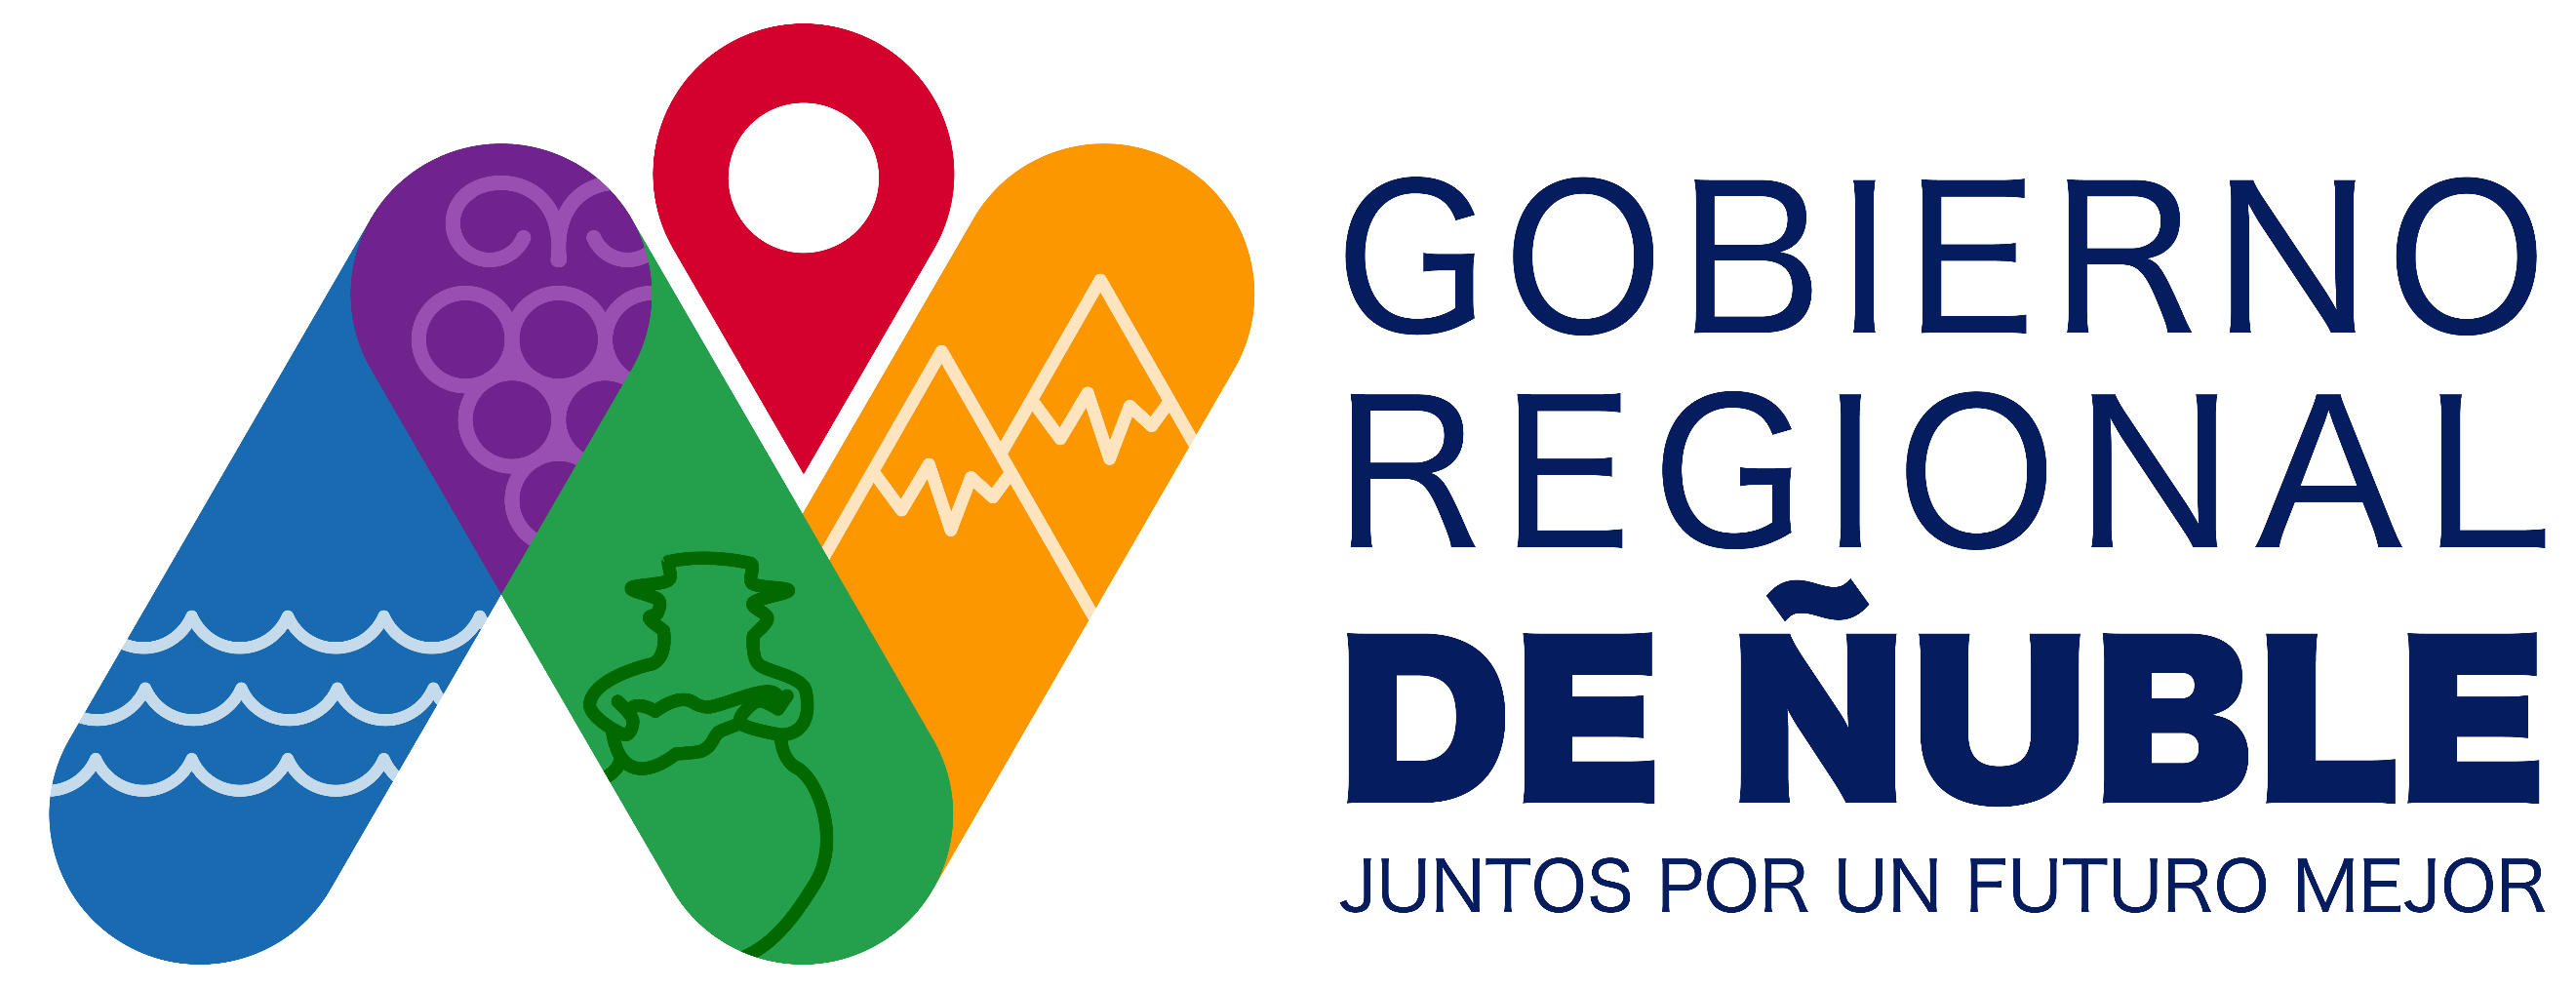 GOBIERNO
REGIONAL
DE ÑUBLE
JUNTOS POR UN FUTURO MEJOR